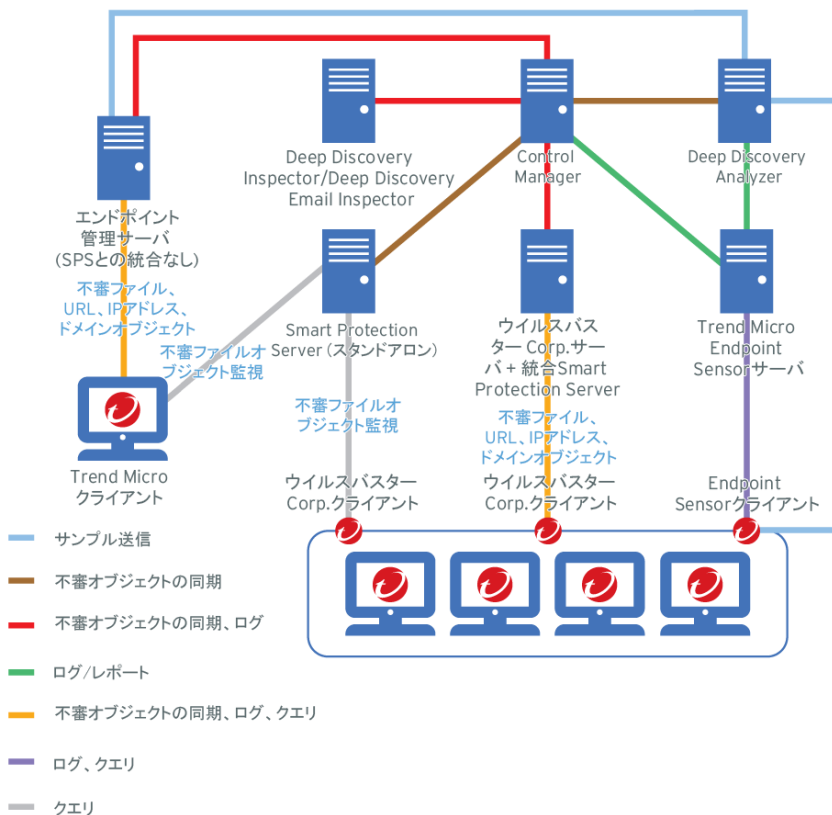 Deep Discovery
Inspector/Deep Discovery
Email Inspector
Control
Manager
Deep Discovery
Analyzer
エンドポイント
管理サーバ
(SPSとの統合なし)
不審ファイル、
URL、IPアドレス、
ドメインオブジェクト
不審ファイルオ
ブジェクト監視
Smart Protection
Server（スタンドアロン）
ウイルスバス
ター Corp.サー
バ + 統合Smart
Protection Server
Trend Micro
Endpoint
Sensorサーバ
不審ファイルオ
ブジェクト監視
不審ファイル、
URL、IPアドレス、
ドメインオブジェクト
Trend Micro
クライアント
ウイルスバスター
Corp.クライアント
ウイルスバスター
Corp.クライアント
Endpoint
Sensorクライアント
サンプル送信
不審オブジェクトの同期
不審オブジェクトの同期、ログ
ログ/レポート
不審オブジェクトの同期、ログ、クエリ
ログ、クエリ
クエリ